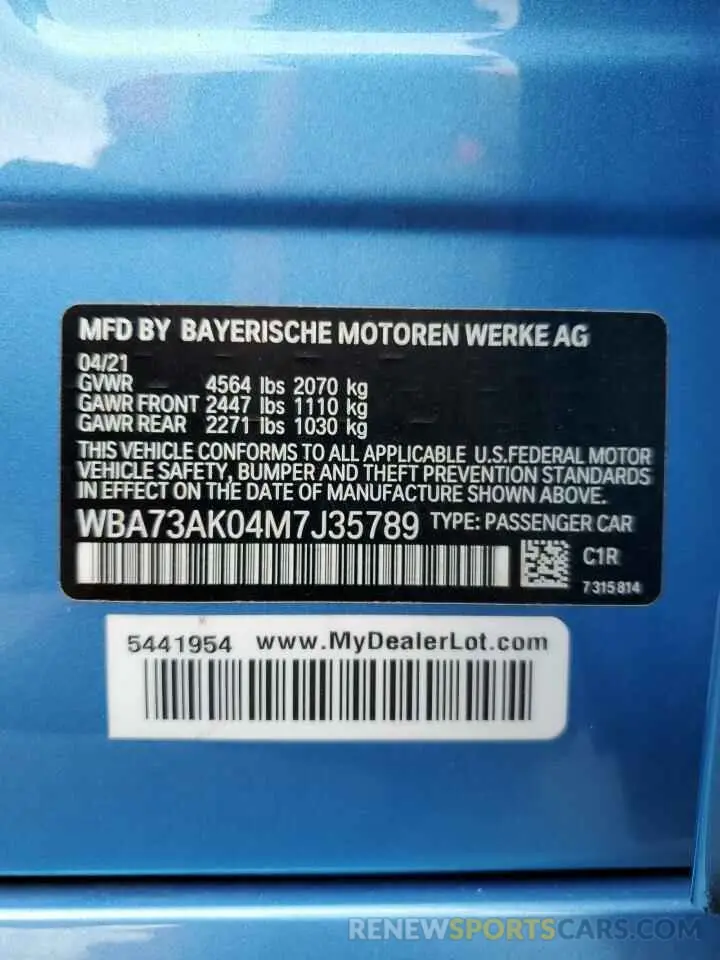 MFD BY BAYERISCHE MOTOREN WERKE AG
04/21
GVWR 4564 lbs 2070 kg
GAWR FRONT 2447 lbs 1110 kg
GAWR REAR 2271 lbs 1030 kg
THIS VEHICLE CONFORMS TO ALL APPLICABLE U.S.FEDERAL MOTOR
VEHICLE SAFETY, BUMPER AND THEFT PREVENTION STANDARDS
IN EFFECT ON THE DATE OF MANUFACTURE SHOWN ABOVE.
WBA73AK04M7J35789 TYPE: PASSENGER CAR
C1R
7315814
5441954 www.MyDealerLot.com
RENEWSPORTSCARS.COM